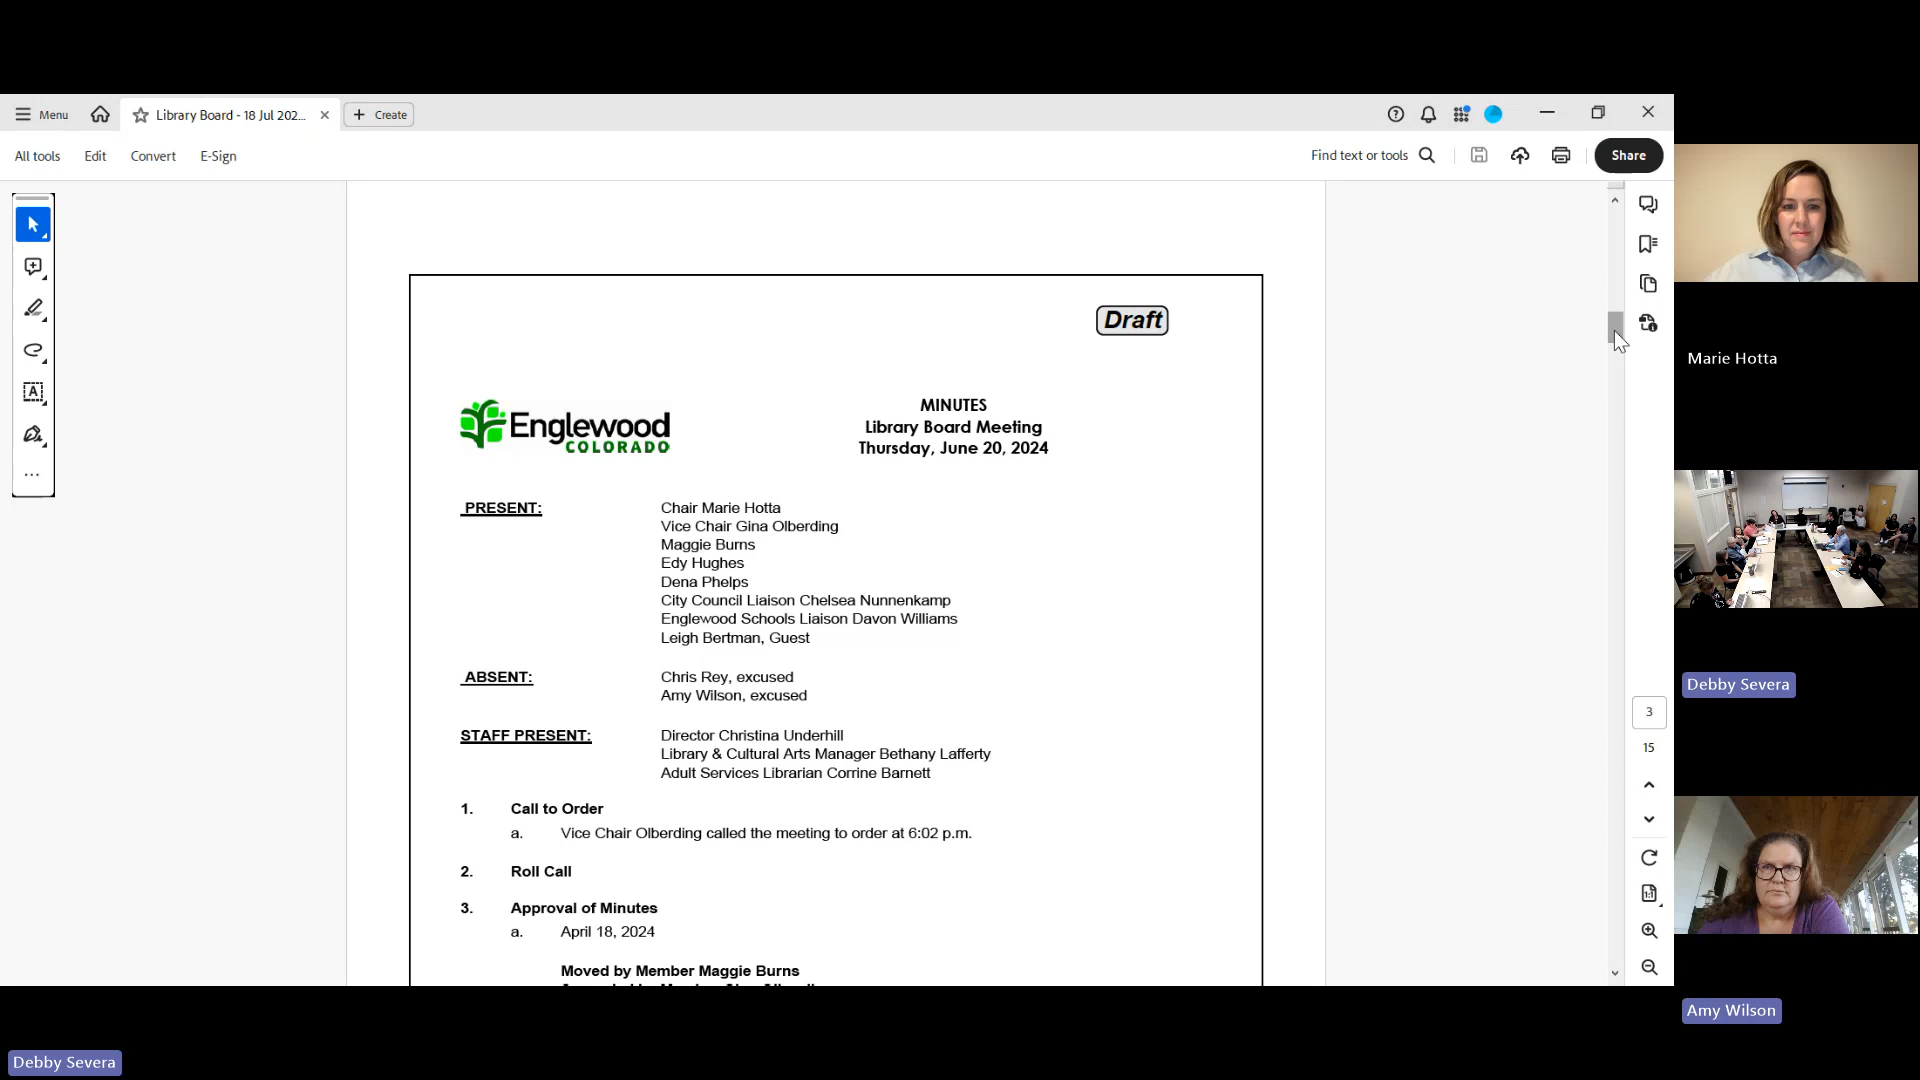 Menu
Library Board - 18 Jul 202...
Create
All tools
Edit
Convert
E-Sign
Find text or tools
Share
Draft
Englewood
COLORADO
MINUTES
Library Board Meeting
Thursday, June 20, 2024
PRESENT:
Chair Marie Hotta
Vice Chair Gina Olberding
Maggie Burns
Edy Hughes
Dena Phelps
City Council Liaison Chelsea Nunnenkamp
Englewood Schools Liaison Davon Williams
Leigh Bertman, Guest
ABSENT:
Chris Rey, excused
Amy Wilson, excused
STAFF PRESENT:
Director Christina Underhill
Library & Cultural Arts Manager Bethany Lafferty
Adult Services Librarian Corrine Barnett
1. Call to Order
a. Vice Chair Olberding called the meeting to order at 6:02 p.m.
2. Roll Call
3. Approval of Minutes
a. April 18, 2024
Moved by Member Maggie Burns
3
15
Marie Hotta
Debby Severa
Amy Wilson
Debby Severa